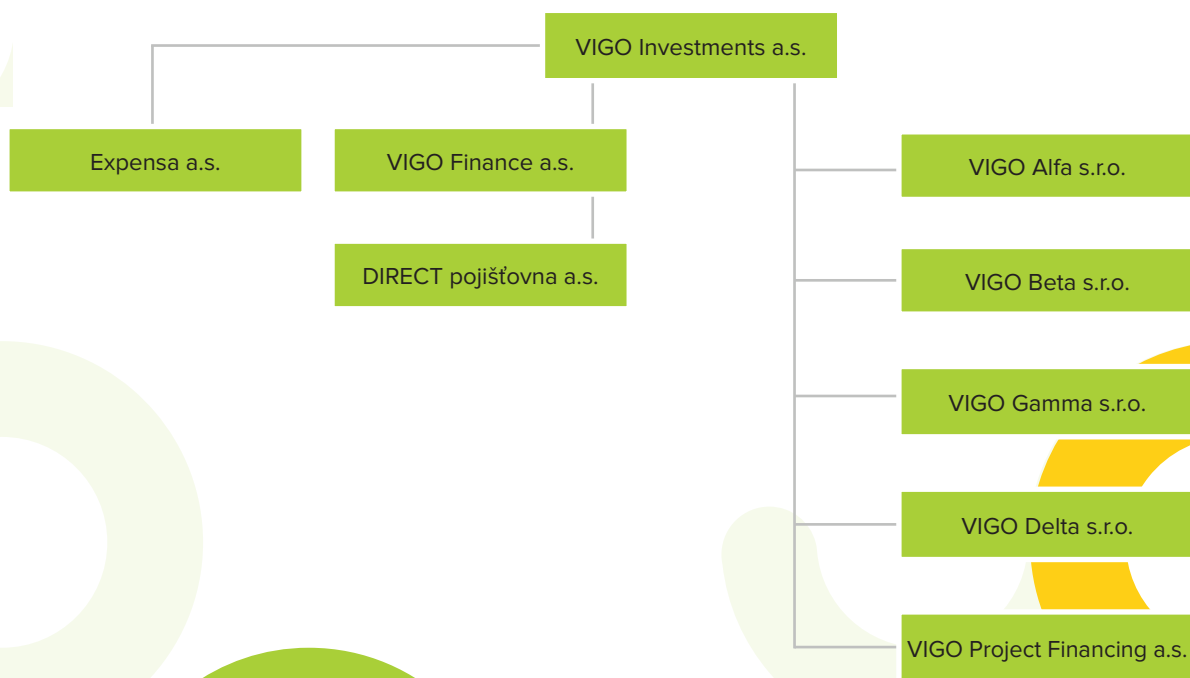 VIGO Investments a.s.
Expensa a.s.
VIGO Finance a.s.
DIRECT pojišťovna a.s.
VIGO Alfa s.r.o.
VIGO Beta s.r.o.
VIGO Gamma s.r.o.
VIGO Delta s.r.o.
VIGO Project Financing a.s.